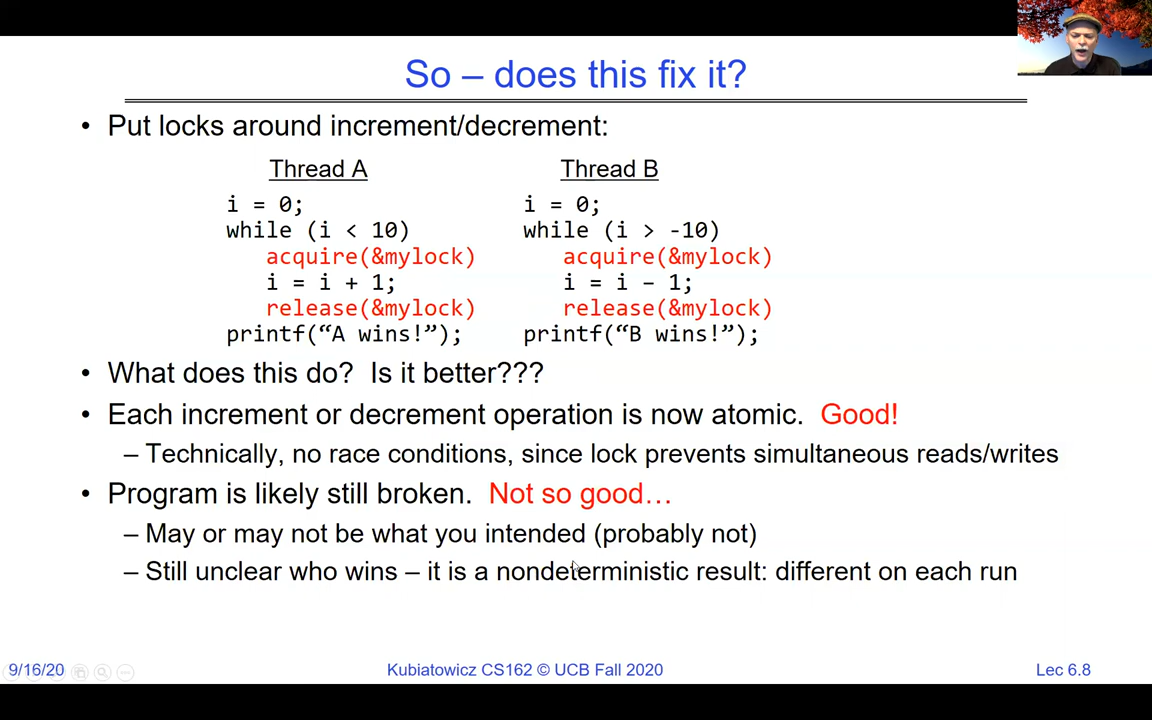 So – does this fix it?
• Put locks around increment/decrement:
Thread A Thread B
i = 0; i = 0;
while (i < 10) while (i > -10)
acquire(&mylock) acquire(&mylock)
i = i + 1; i = i – 1;
release(&mylock) release(&mylock)
printf(“A wins!”); printf(“B wins!”);
• What does this do? Is it better???
• Each increment or decrement operation is now atomic. Good!
– Technically, no race conditions, since lock prevents simultaneous reads/writes
• Program is likely still broken. Not so good…
– May or may not be what you intended (probably not)
– Still unclear who wins – it is a nondeterministic result: different on each run
9/16/20 Kubiatowicz CS162 © UCB Fall 2020 Lec 6.8